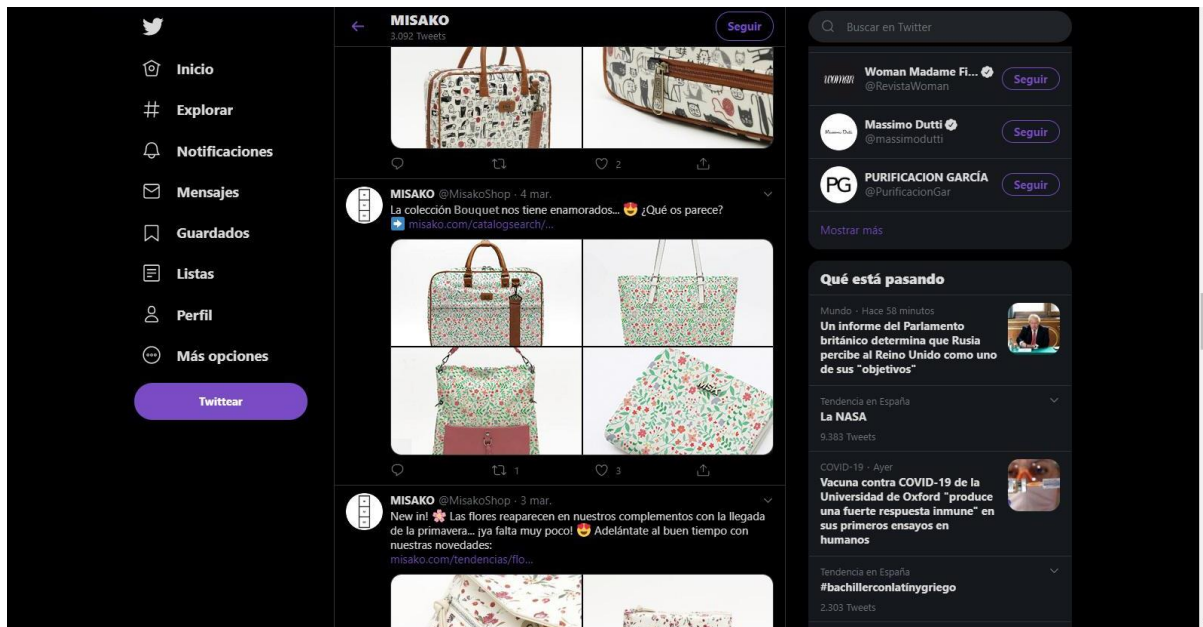 Inicio
Explorar
Notificaciones
Mensajes
Guardados
Listas
Perfil
Más opciones
Twittear
MISAKO
3.092 Tweets
Seguir
2
MISAKO @MisakoShop · 4 mar.
La colección Bouquet nos tiene enamorados... 😍 ¿Qué os parece?
➡️ misako.com/catalogsearch/...
MSK
1
3
MISAKO @MisakoShop · 3 mar.
New in! 🌸 Las flores reaparecen en nuestros complementos con la llegada
de la primavera... ¡ya falta muy poco! 😍 Adelántate al buen tiempo con
nuestras novedades:
misako.com/tendencias/flo...
Buscar en Twitter
woman
Woman Madame Fi...
@RevistaWoman
Seguir
Massimo Dutti
Massimo Dutti
@massimodutti
Seguir
PG
PURIFICACION GARCÍA
@PurificacionGar
Seguir
Mostrar más
Qué está pasando
Mundo · Hace 58 minutos
Un informe del Parlamento
británico determina que Rusia
percibe al Reino Unido como uno
de sus "objetivos"
Tendencia en España
La NASA
9.383 Tweets
COVID-19 · Ayer
Vacuna contra COVID-19 de la
Universidad de Oxford "produce
una fuerte respuesta inmune" en
sus primeros ensayos en
humanos
Tendencia en España
#bachillerconlatínygriego
2.303 Tweets